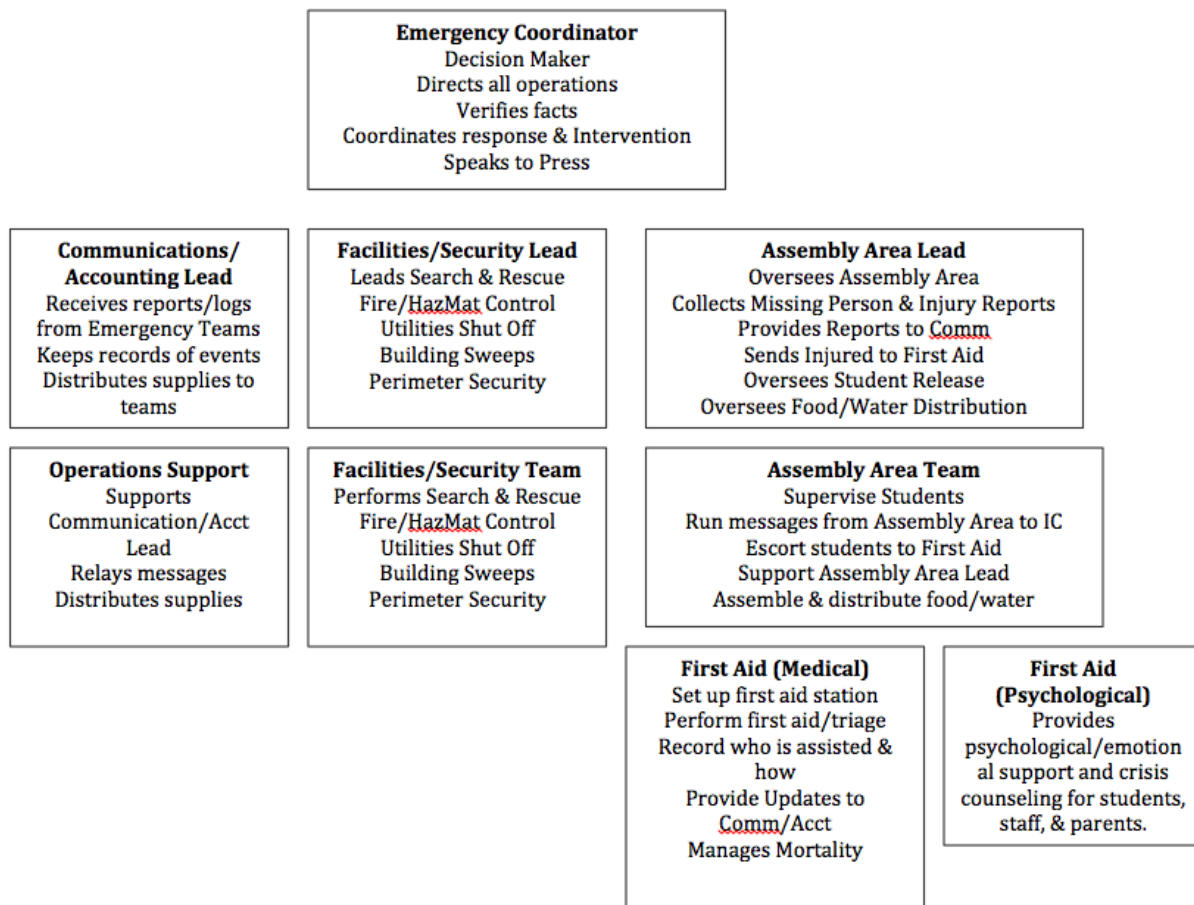 Emergency Coordinator
Decision Maker
Directs all operations
Verifies facts
Coordinates response & Intervention
Speaks to Press
Communications/
Accounting Lead
Receives reports/logs
from Emergency Teams
Keeps records of events
Distributes supplies to
teams
Facilities/Security Lead
Leads Search & Rescue
Fire/HazMat Control
Utilities Shut Off
Building Sweeps
Perimeter Security
Assembly Area Lead
Oversees Assembly Area
Collects Missing Person & Injury Reports
Provides Reports to Comm
Sends Injured to First Aid
Oversees Student Release
Oversees Food/Water Distribution
Operations Support
Supports
Communication/Acct
Lead
Relays messages
Distributes supplies
Facilities/Security Team
Performs Search & Rescue
Fire/HazMat Control
Utilities Shut Off
Building Sweeps
Perimeter Security
Assembly Area Team
Supervise Students
Run messages from Assembly Area to IC
Escort students to First Aid
Support Assembly Area Lead
Assemble & distribute food/water
First Aid (Medical)
Set up first aid station
Perform first aid/triage
Record who is assisted &
how
Provide Updates to
Comm/Acct
Manages Mortality
First Aid
(Psychological)
Provides
psychological/emotion
al support and crisis
counseling for students,
staff, & parents.